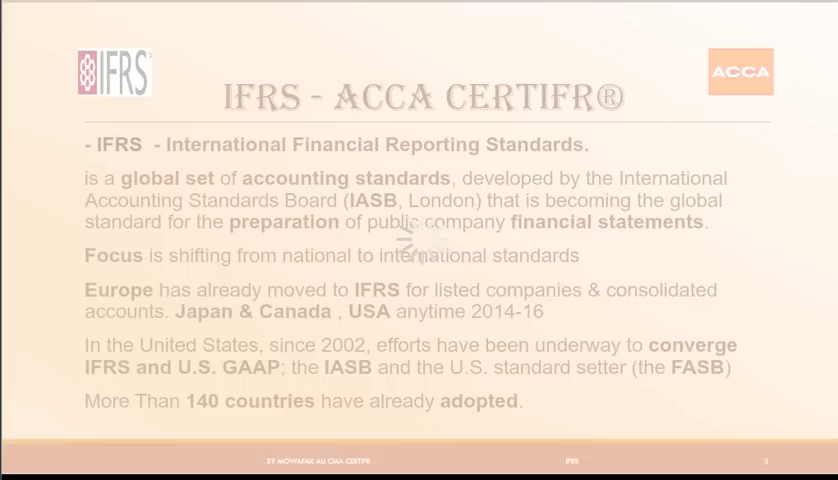 IFRS
ACCA
IFRS - ACCA CERTIFR®
- IFRS - International Financial Reporting Standards.
is a global set of accounting standards, developed by the International
Accounting Standards Board (IASB, London) that is becoming the global
standard for the preparation of public company financial statements.
Focus is shifting from national to international standards
Europe has already moved to IFRS for listed companies & consolidated
accounts. Japan & Canada , USA anytime 2014-16
In the United States, since 2002, efforts have been underway to converge
IFRS and U.S. GAAP; the IASB and the U.S. standard setter (the FASB)
More Than 140 countries have already adopted.
BY MOWAFAK ALI CMA CERTIFR
IFRS
3